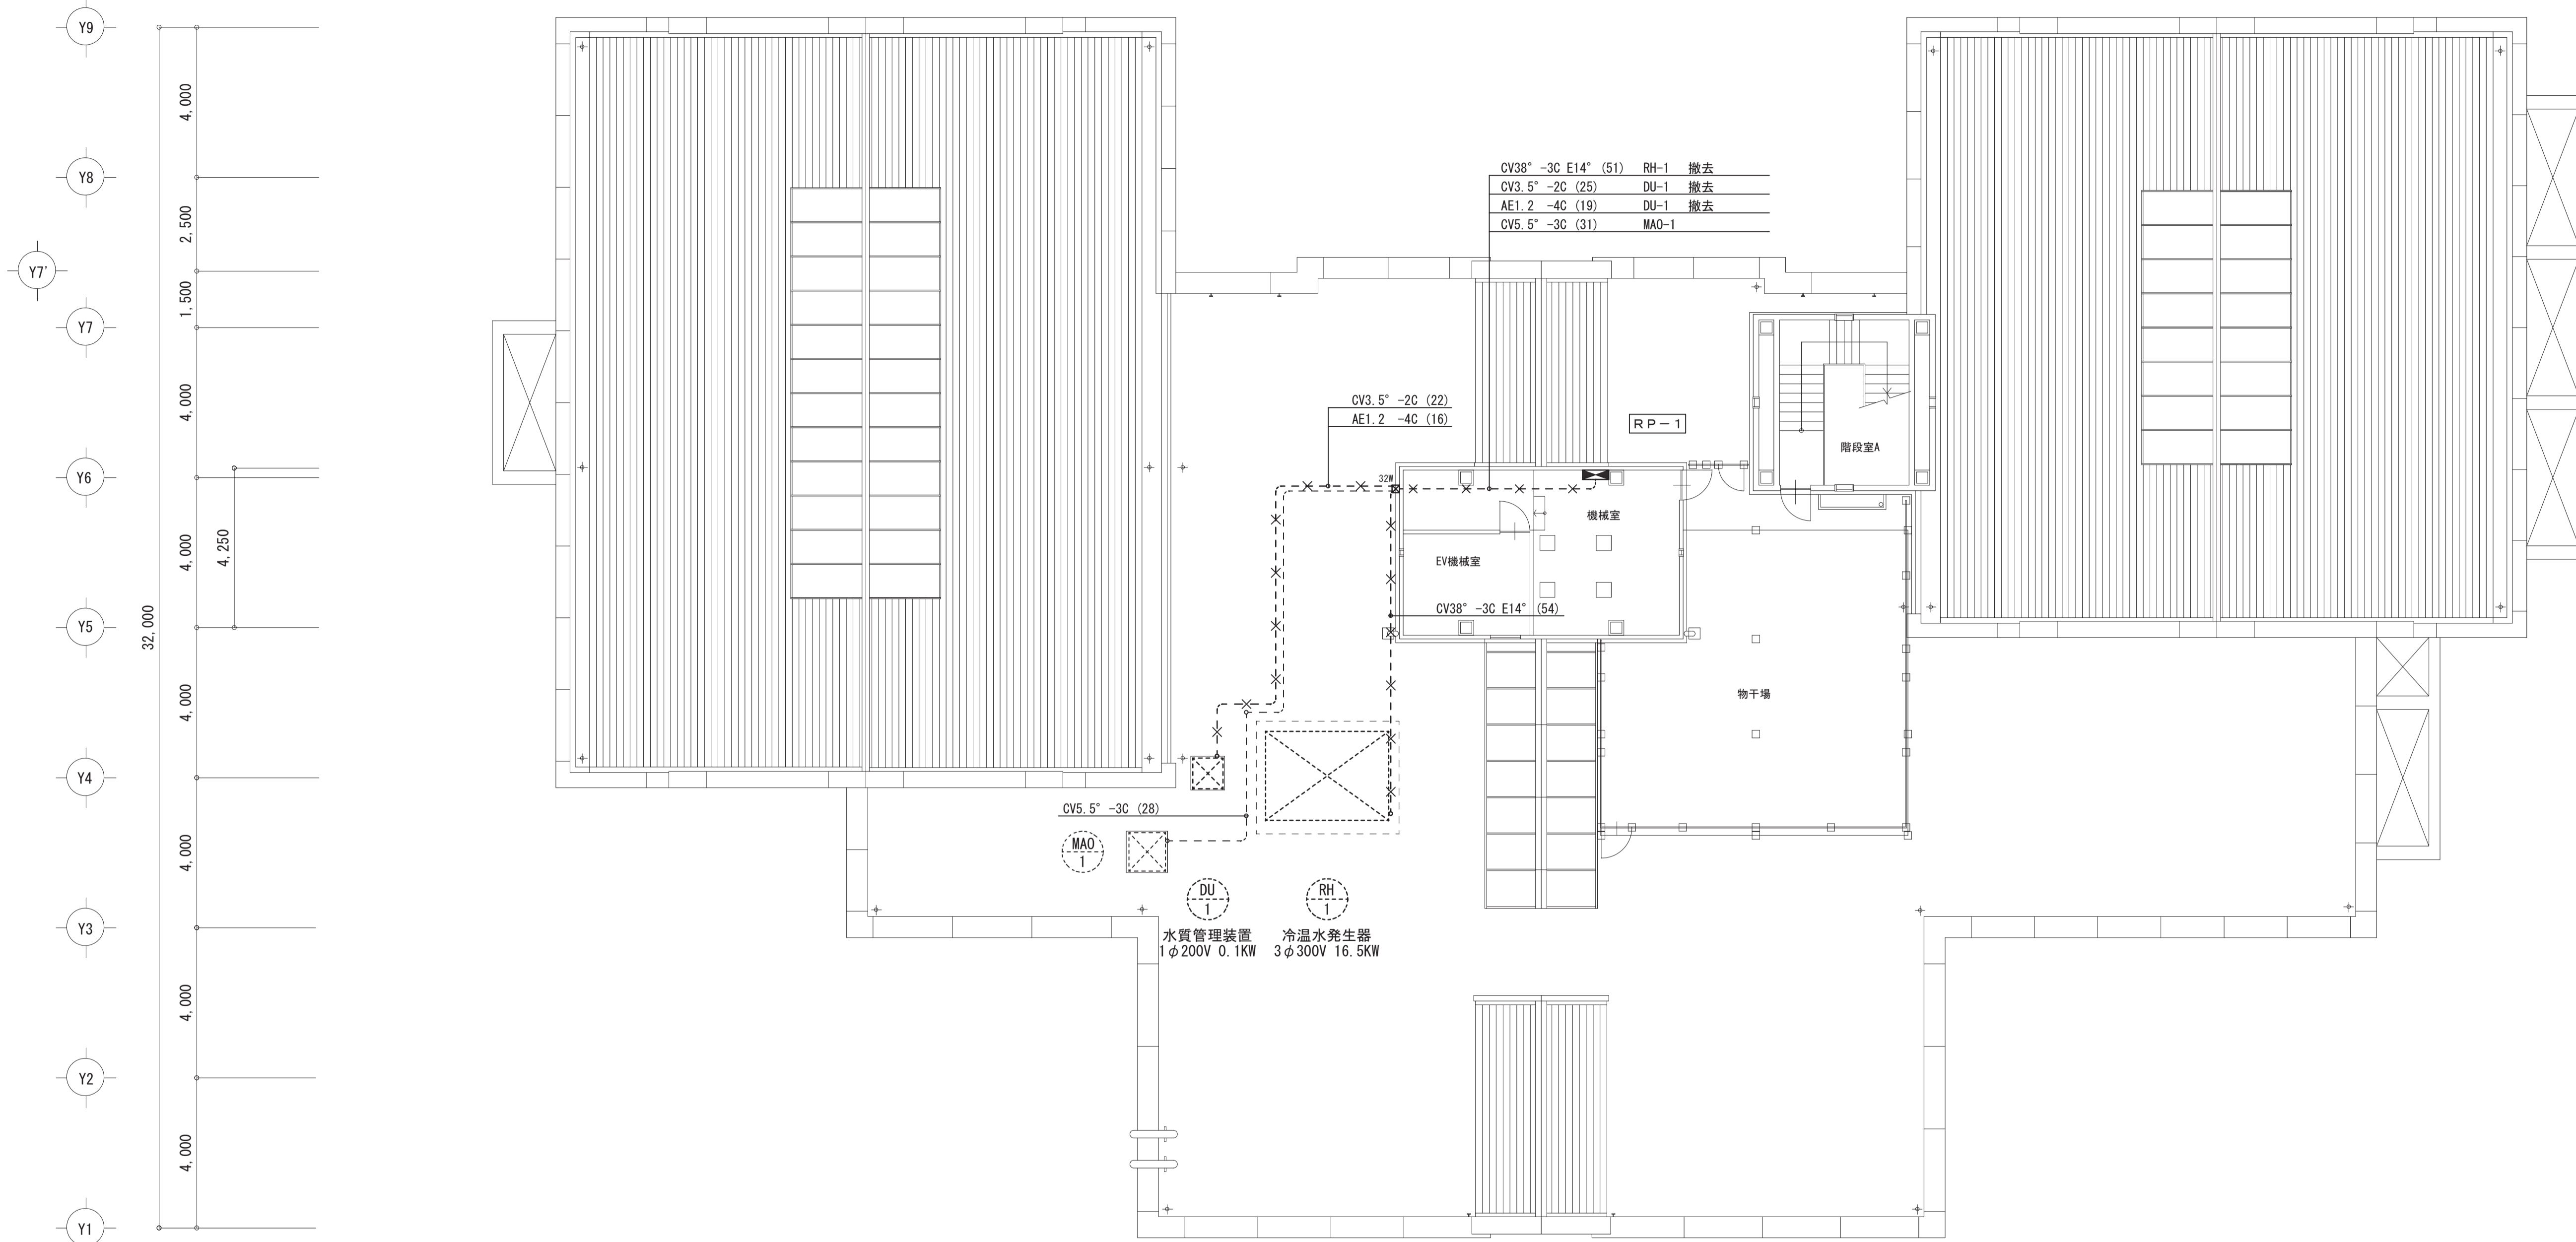 Y9
4,000
Y8
2,500
Y7'
1,500
Y7
4,000
Y6
4,000
4,250
Y5
32,000
4,000
Y4
4,000
Y3
4,000
Y2
4,000
Y1
CV38° -3C E14° (51) RH-1 撤去
CV3.5° -2C (25) DU-1 撤去
AE1.2 -4C (19) DU-1 撤去
CV5.5° -3C (31) MAO-1
CV3.5° -2C (22)
AE1.2 -4C (16)
RP-1
階段室A
32W
機械室
EV機械室
CV38° -3C E14° (54)
物干場
CV5.5° -3C (28)
MAO
1
DU
1
水質管理装置
1φ200V 0.1KW
RH
1
冷温水発生器
3φ300V 16.5KW